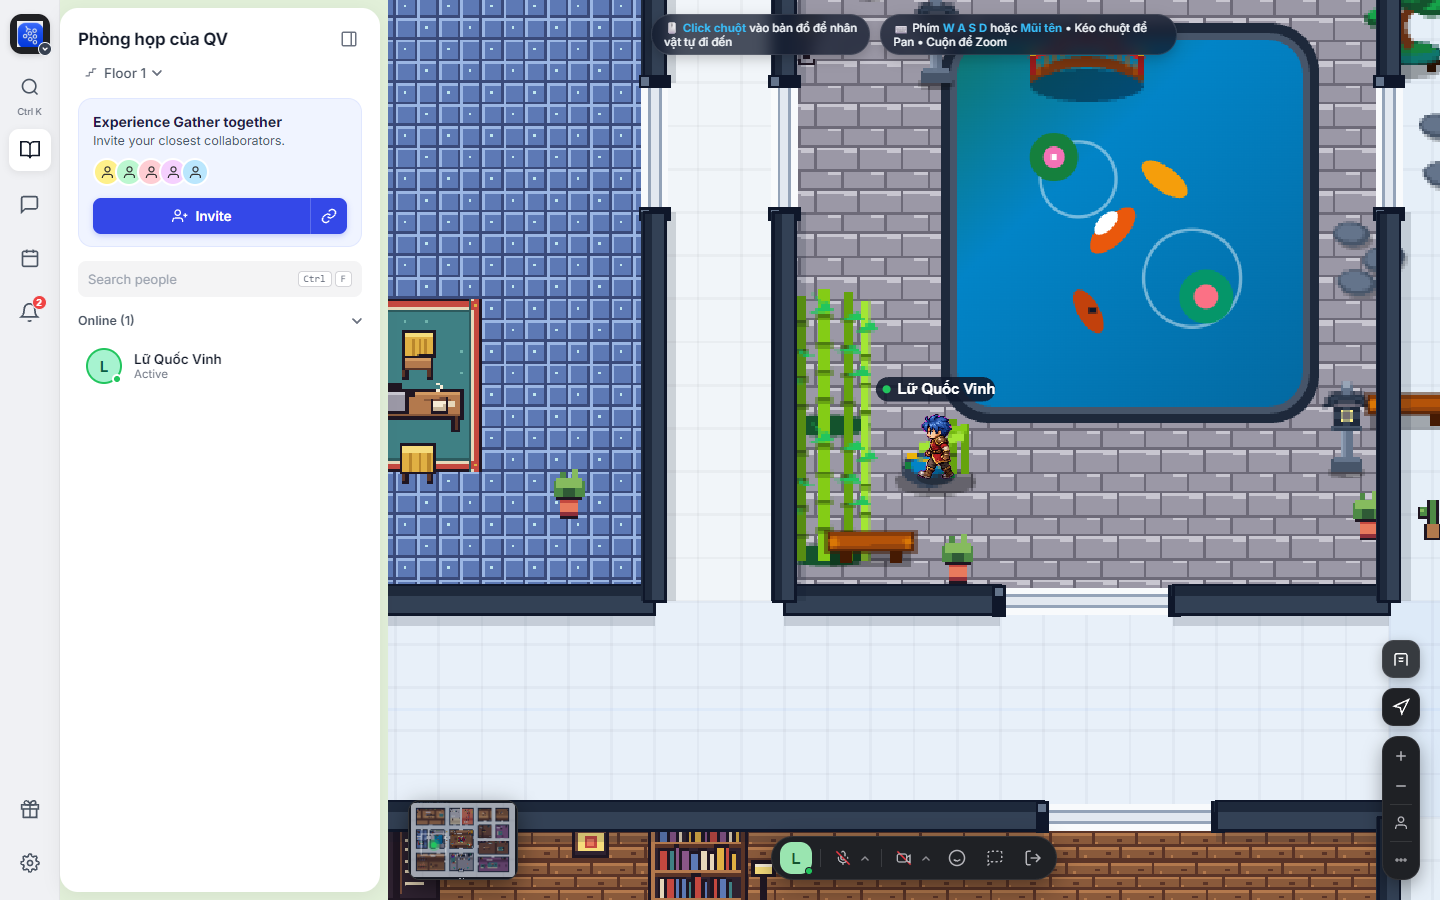 Phòng họp của QV
Floor 1
Ctrl K
Experience Gather together
Invite your closest collaborators.
Invite
Search people
Ctrl F
2
Online (1)
L
Lữ Quốc Vinh
Active
Click chuột vào bản đồ để nhân
vật tự đi đến
Phím W A S D hoặc Mũi tên • Kéo chuột để
Pan • Cuộn để Zoom
Lữ Quốc Vinh
L